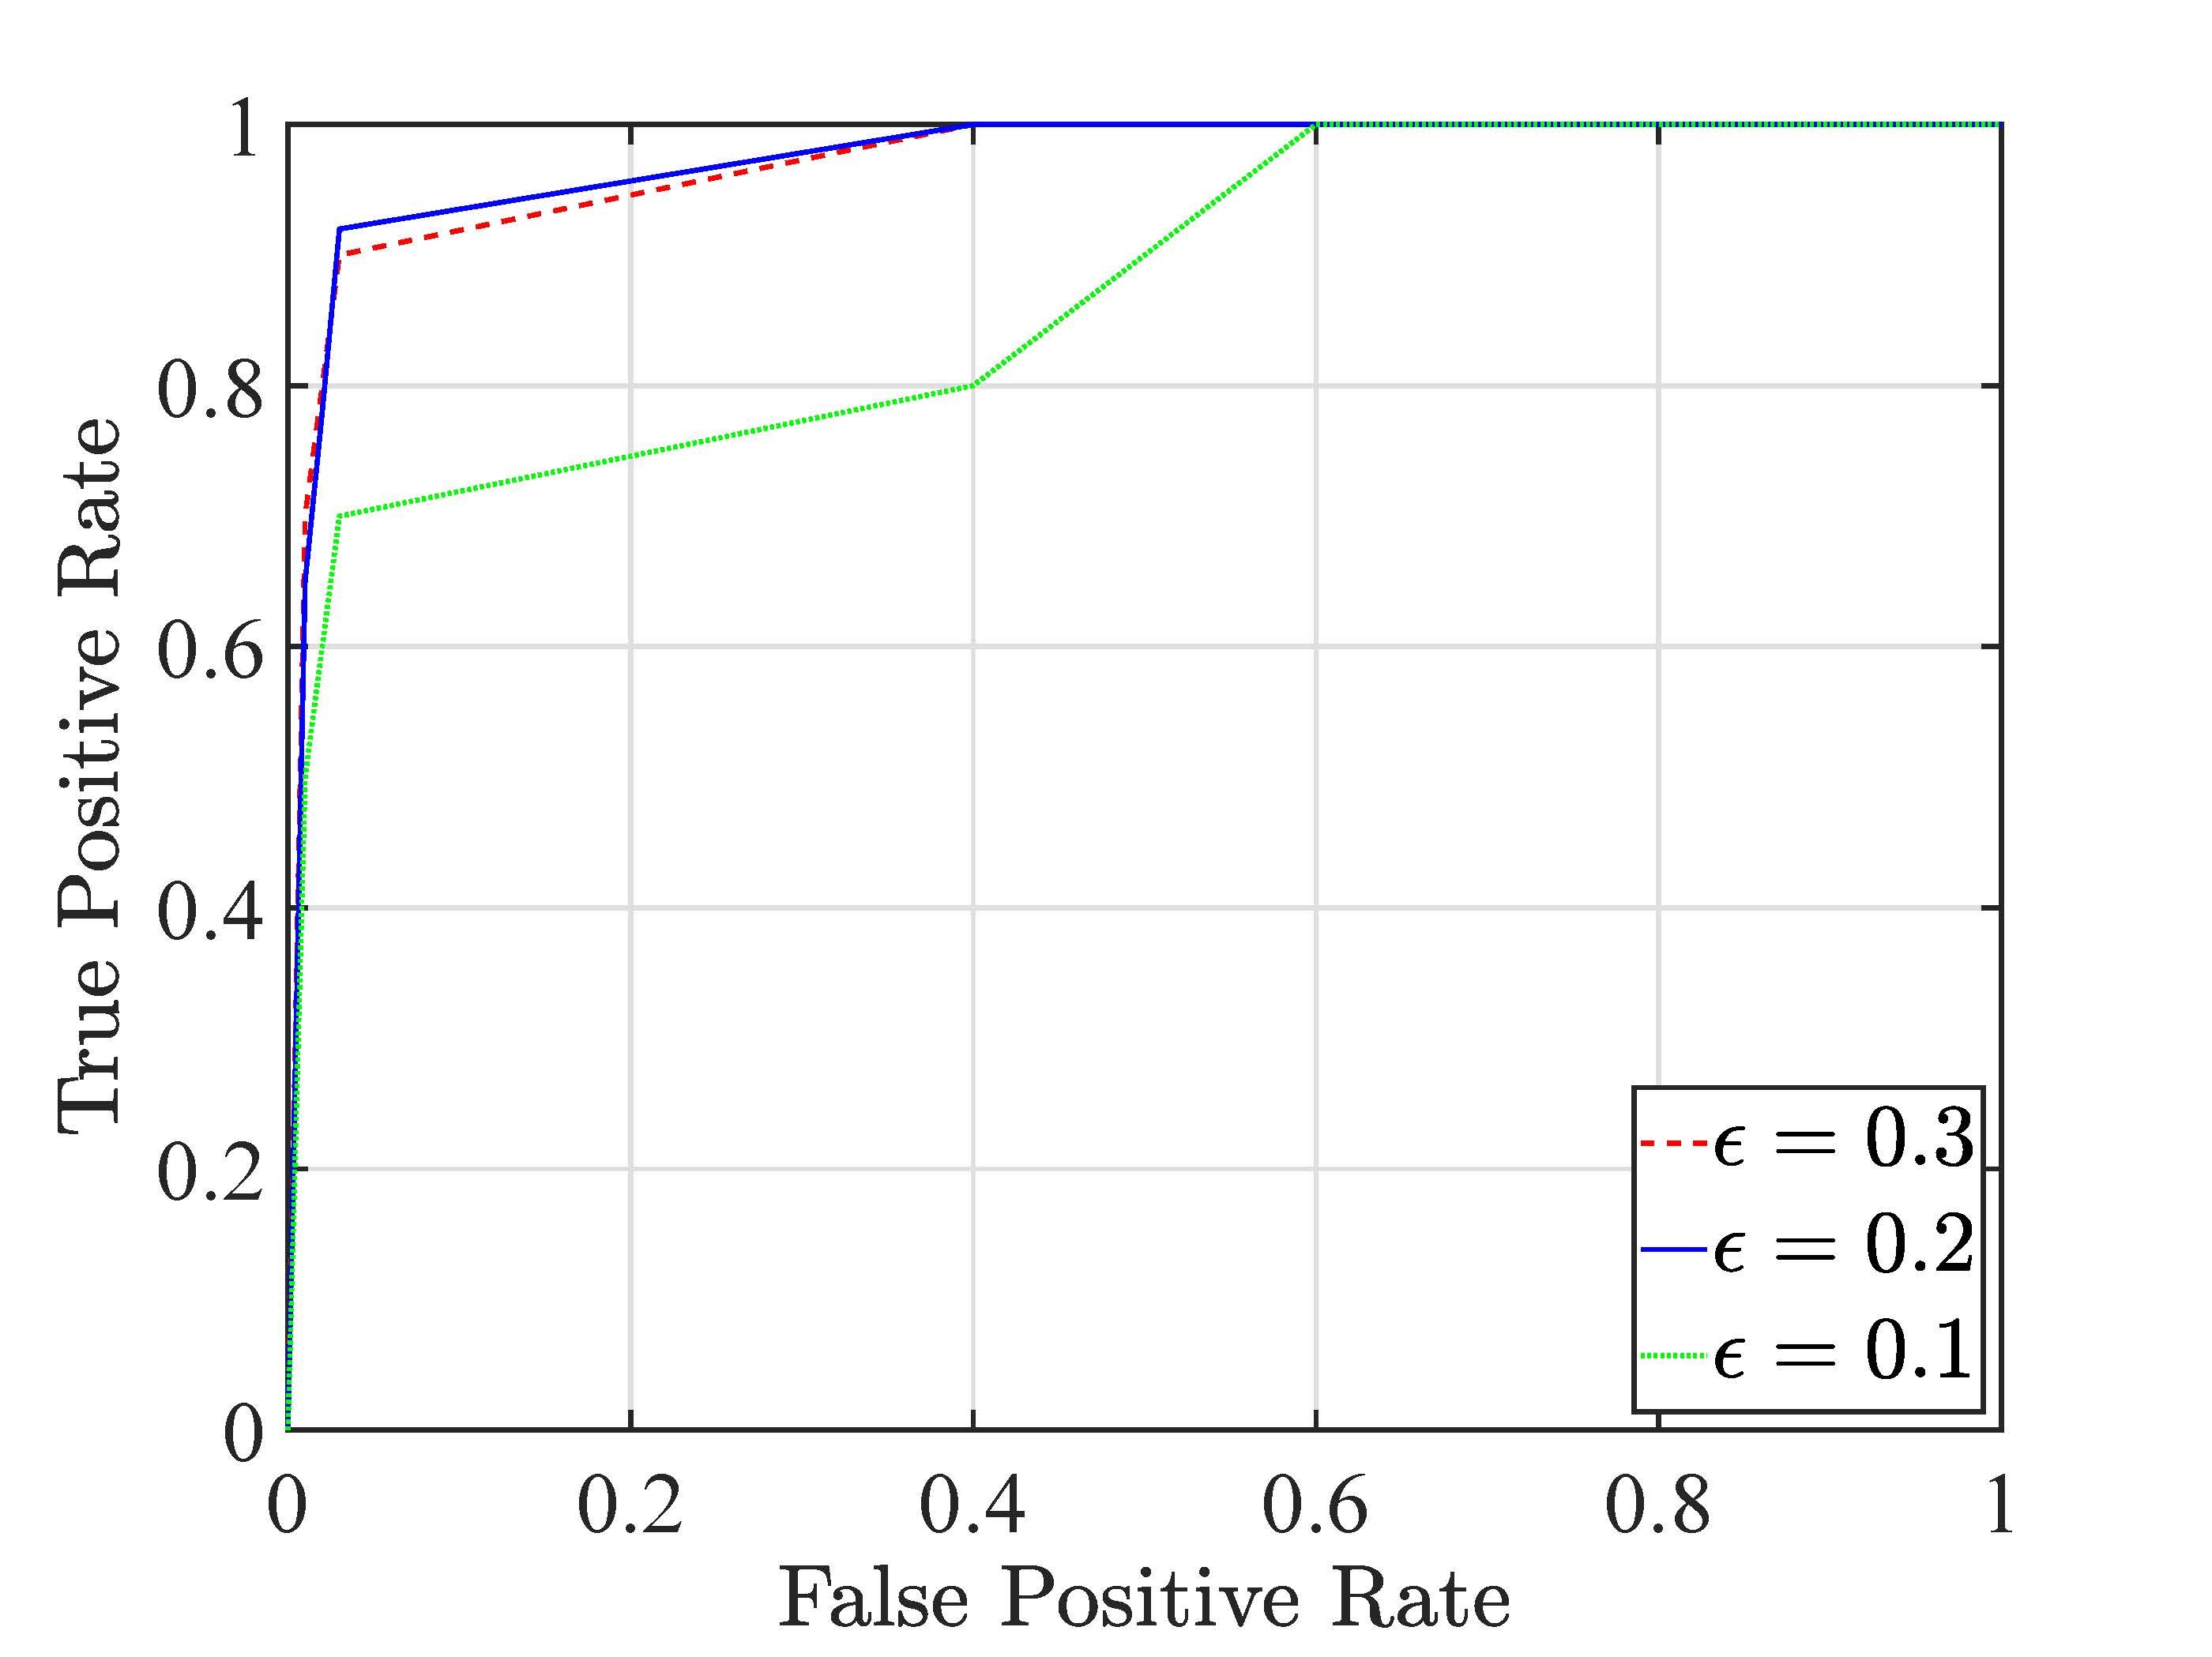 1
0.8
0.6
0.4
0.2
0
0 0.2 0.4 0.6 0.8 1
True Positive Rate
False Positive Rate
ϵ = 0.3
ϵ = 0.2
ϵ = 0.1